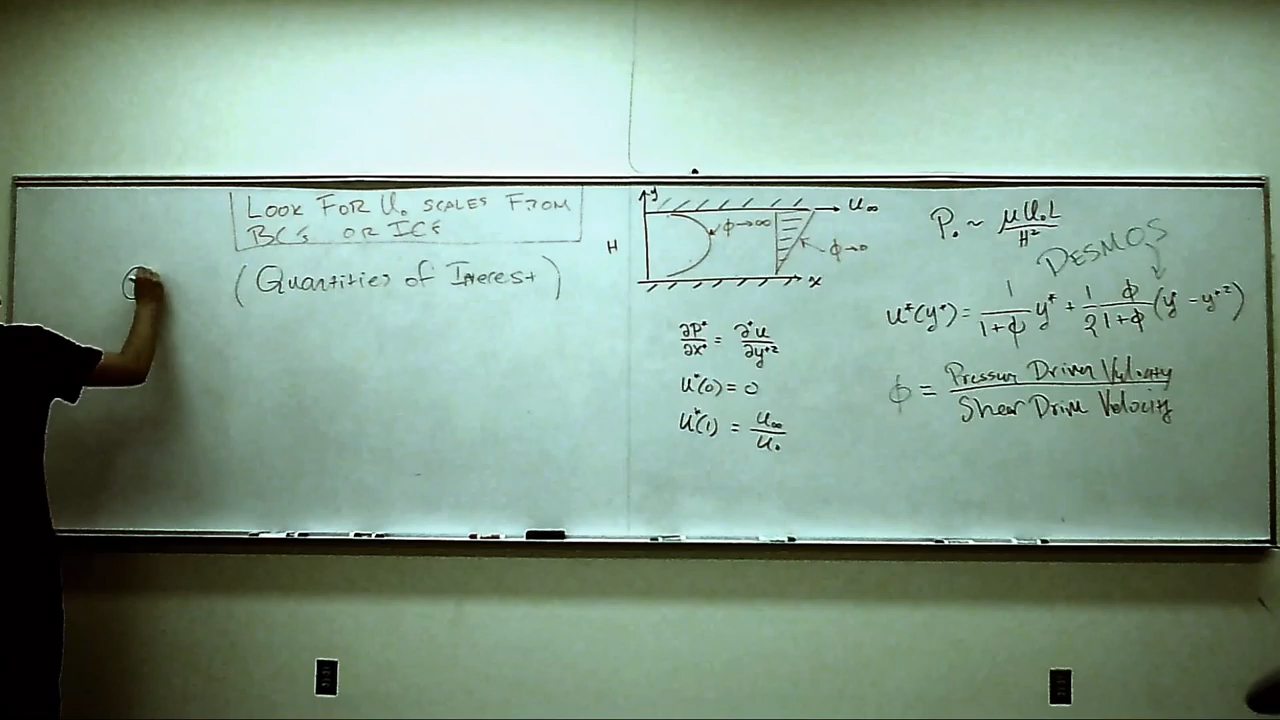 LOOK FOR U₀ SCALES FROM
BCS OR ICS
(Quantities of Interest)
y
U∞
H
ϕ→∞
ϕ→0
x
∂P*/∂x* = ∂²u/∂y*²
u*(0) = 0
u*(1) = U∞/U₀
P₀ ~ μU₀L/H²
DESMOS
u*(y*) = 1/(1+ϕ) y* + 1/2 ϕ/(1+ϕ) (y* - y*²)
ϕ = Pressure Driven Velocity / Shear Driven Velocity